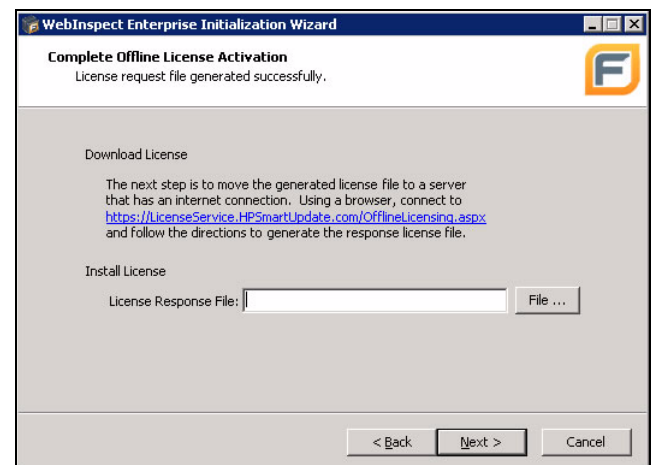 WebInspect Enterprise Initialization Wizard
Complete Offline License Activation
License request file generated successfully.
F
Download License
The next step is to move the generated license file to a server
that has an internet connection. Using a browser, connect to
https://LicenseService.HPSmartUpdate.com/OfflineLicensing.aspx
and follow the directions to generate the response license file.
Install License
License Response File: File ...
< Back Next > Cancel